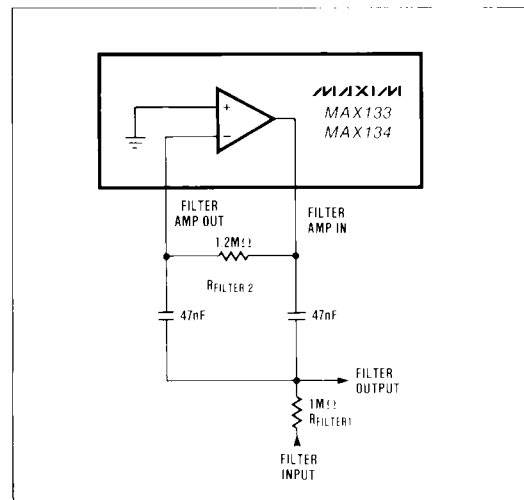 MAXIM
MAX133
MAX134
+
−
FILTER
AMP OUT
FILTER
AMP IN
1.2MΩ
RFILTER 2
47nF
47nF
FILTER
OUTPUT
1MΩ
RFILTER1
FILTER
INPUT